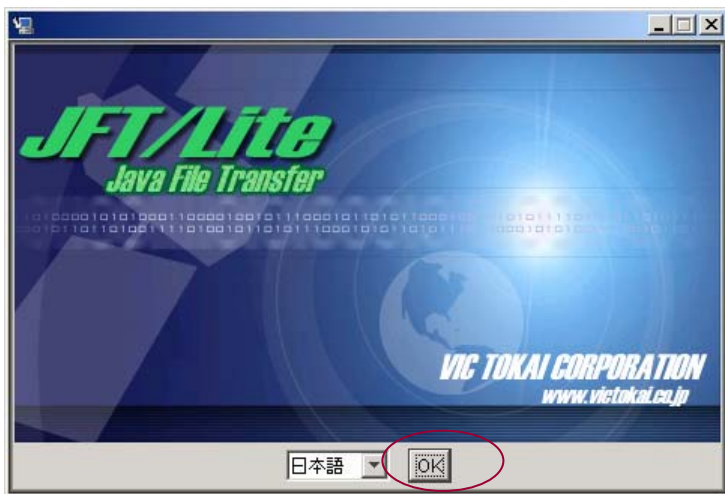 JFT/Lite
Java File Transfer
VIC TOKAI CORPORATION
www.victokai.co.jp
日本語
OK